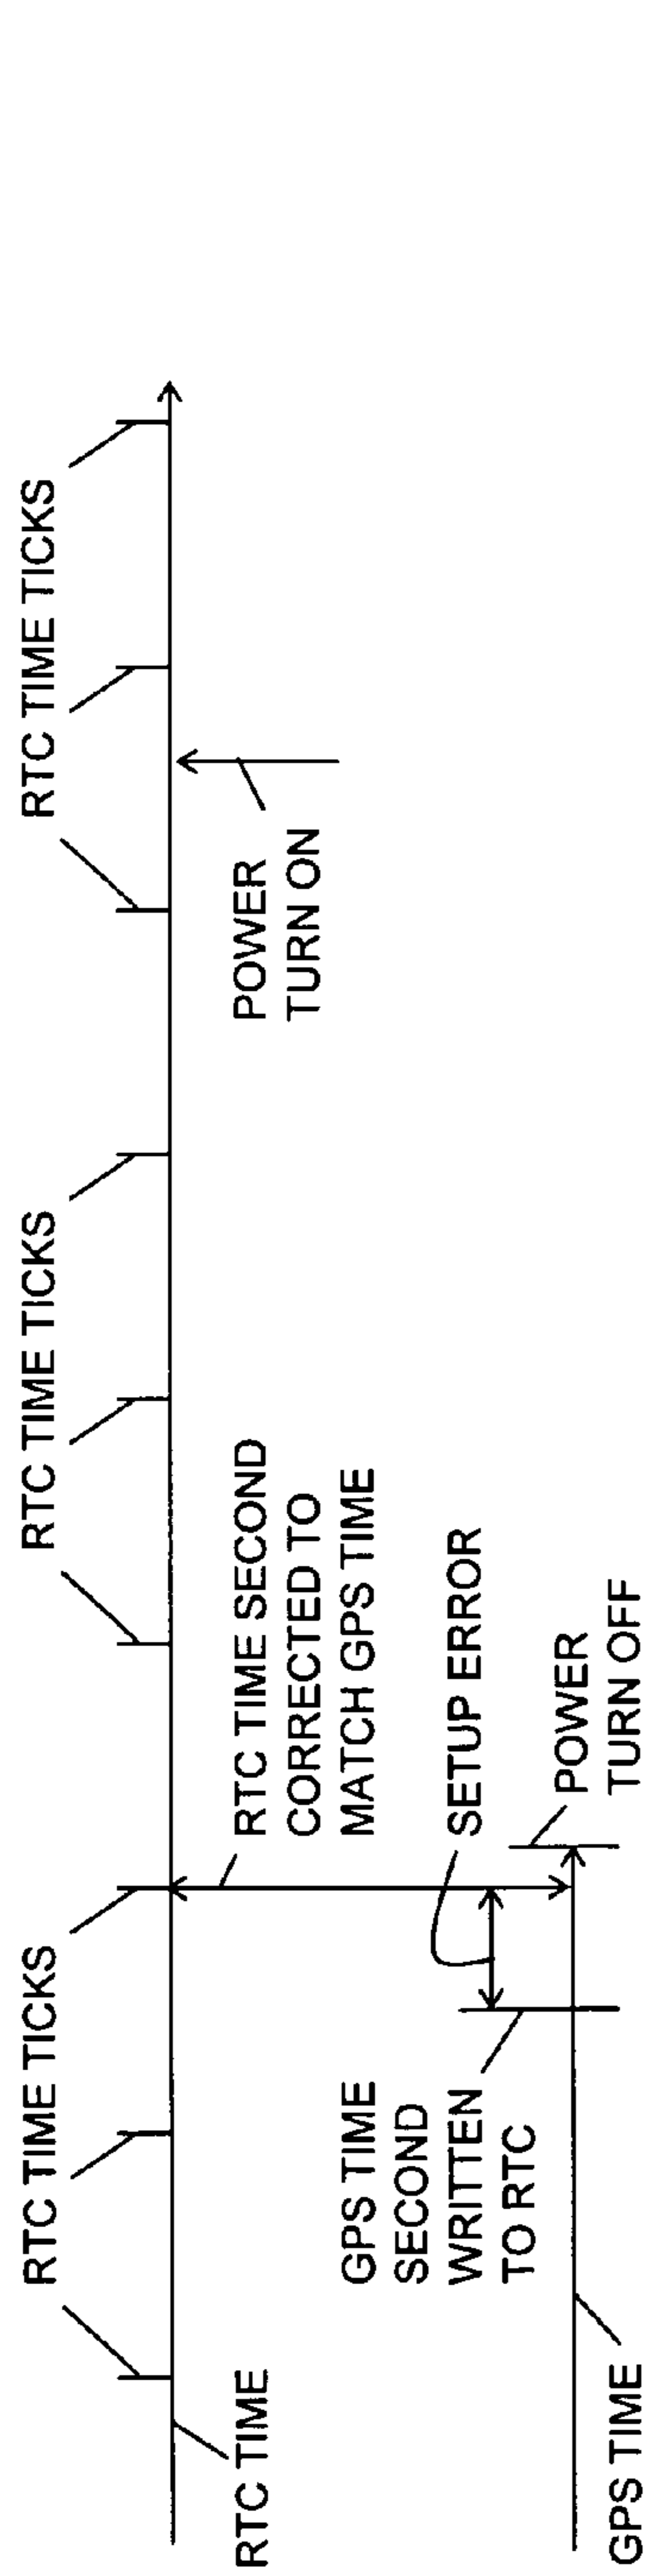 RTC TIME TICKS
RTC TIME TICKS
RTC TIME TICKS
RTC TIME
RTC TIME SECOND
CORRECTED TO
MATCH GPS TIME
POWER
TURN ON
GPS TIME
SECOND
WRITTEN
TO RTC
SETUP ERROR
POWER
TURN OFF
GPS TIME